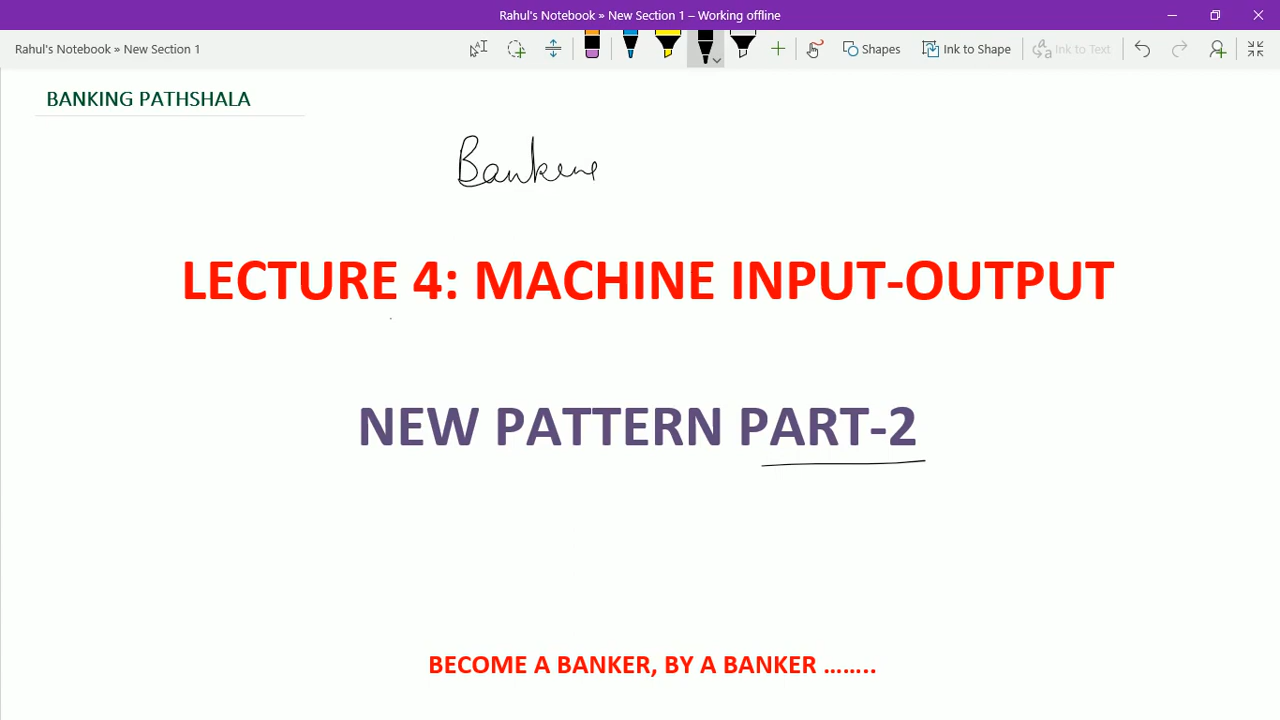 Rahul's Notebook » New Section 1 – Working offline
Rahul's Notebook » New Section 1
Shapes
Ink to Shape
Ink to Text
BANKING PATHSHALA
LECTURE 4: MACHINE INPUT-OUTPUT
NEW PATTERN PART-2
BECOME A BANKER, BY A BANKER ........